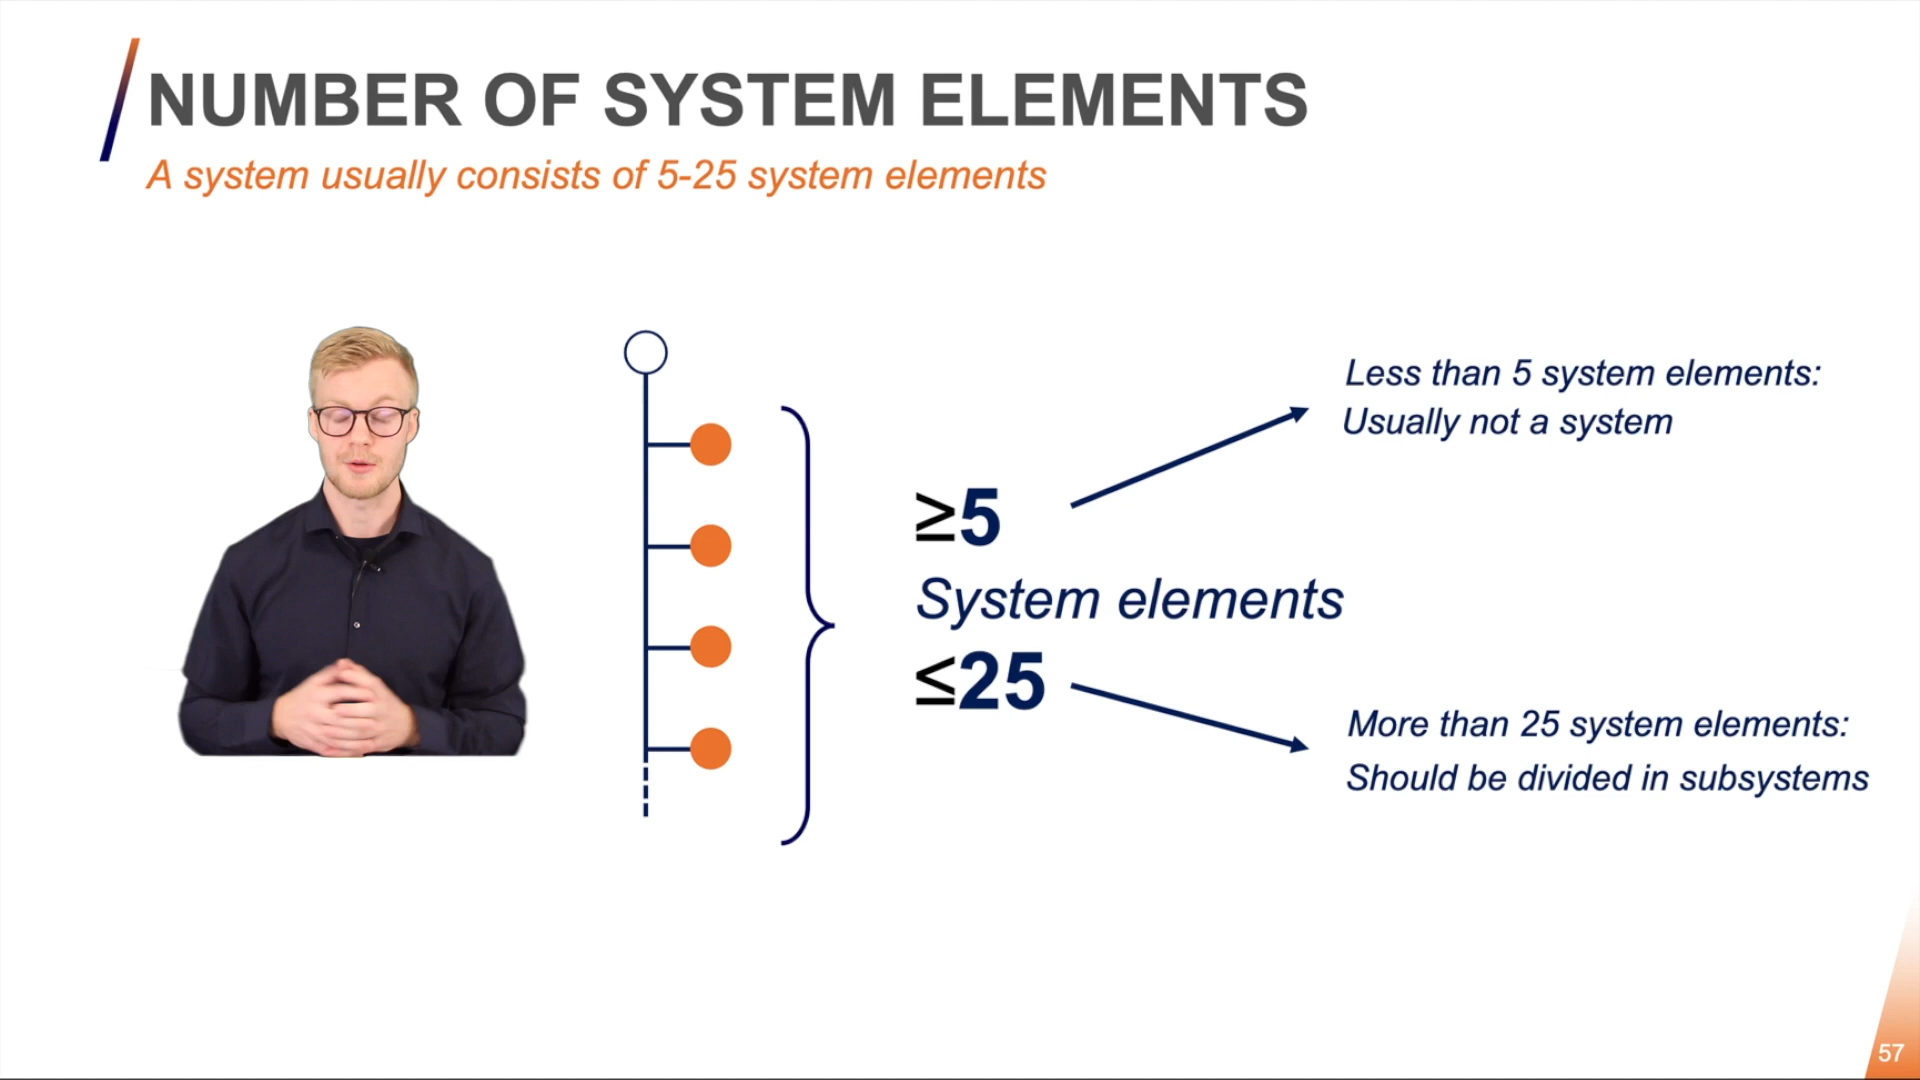 NUMBER OF SYSTEM ELEMENTS
A system usually consists of 5-25 system elements
Less than 5 system elements:
Usually not a system
≥5
System elements
≤25
More than 25 system elements:
Should be divided in subsystems
57